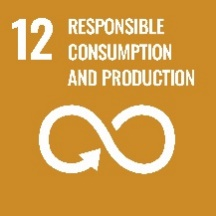 12 RESPONSIBLE
CONSUMPTION
AND PRODUCTION